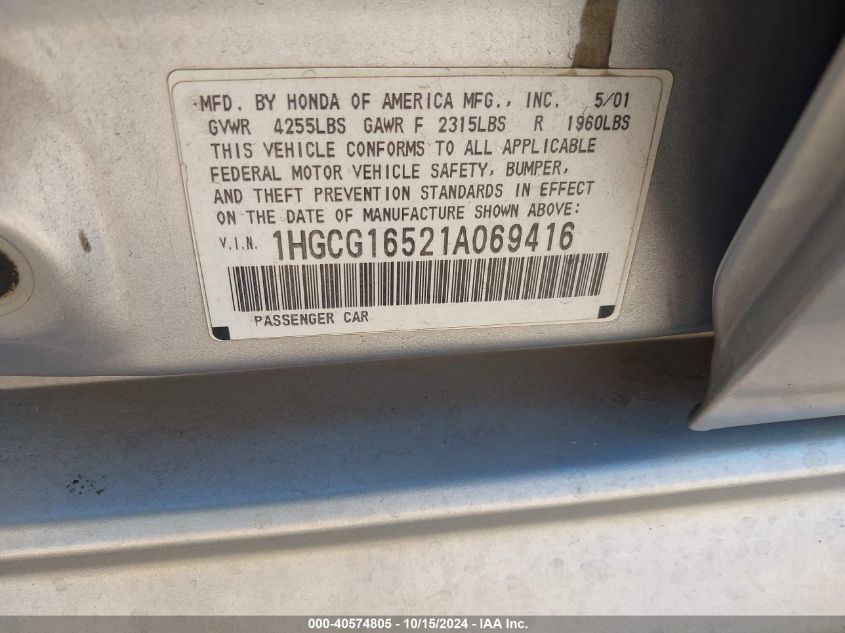 MFD. BY HONDA OF AMERICA MFG., INC. 5/01
GVWR 4255LBS GAWR F 2315LBS R 1960LBS
THIS VEHICLE CONFORMS TO ALL APPLICABLE
FEDERAL MOTOR VEHICLE SAFETY, BUMPER,
AND THEFT PREVENTION STANDARDS IN EFFECT
ON THE DATE OF MANUFACTURE SHOWN ABOVE:
V.I.N. 1HGCG16521A069416
PASSENGER CAR
000-40574805 - 10/15/2024 - IAA Inc.